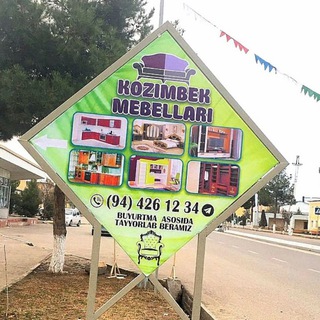 KOZIMBEK
MEBELLARI
(94) 426 12 34
BUYURTMA ASOSIDA
TAYYORLAB BERAMIZ